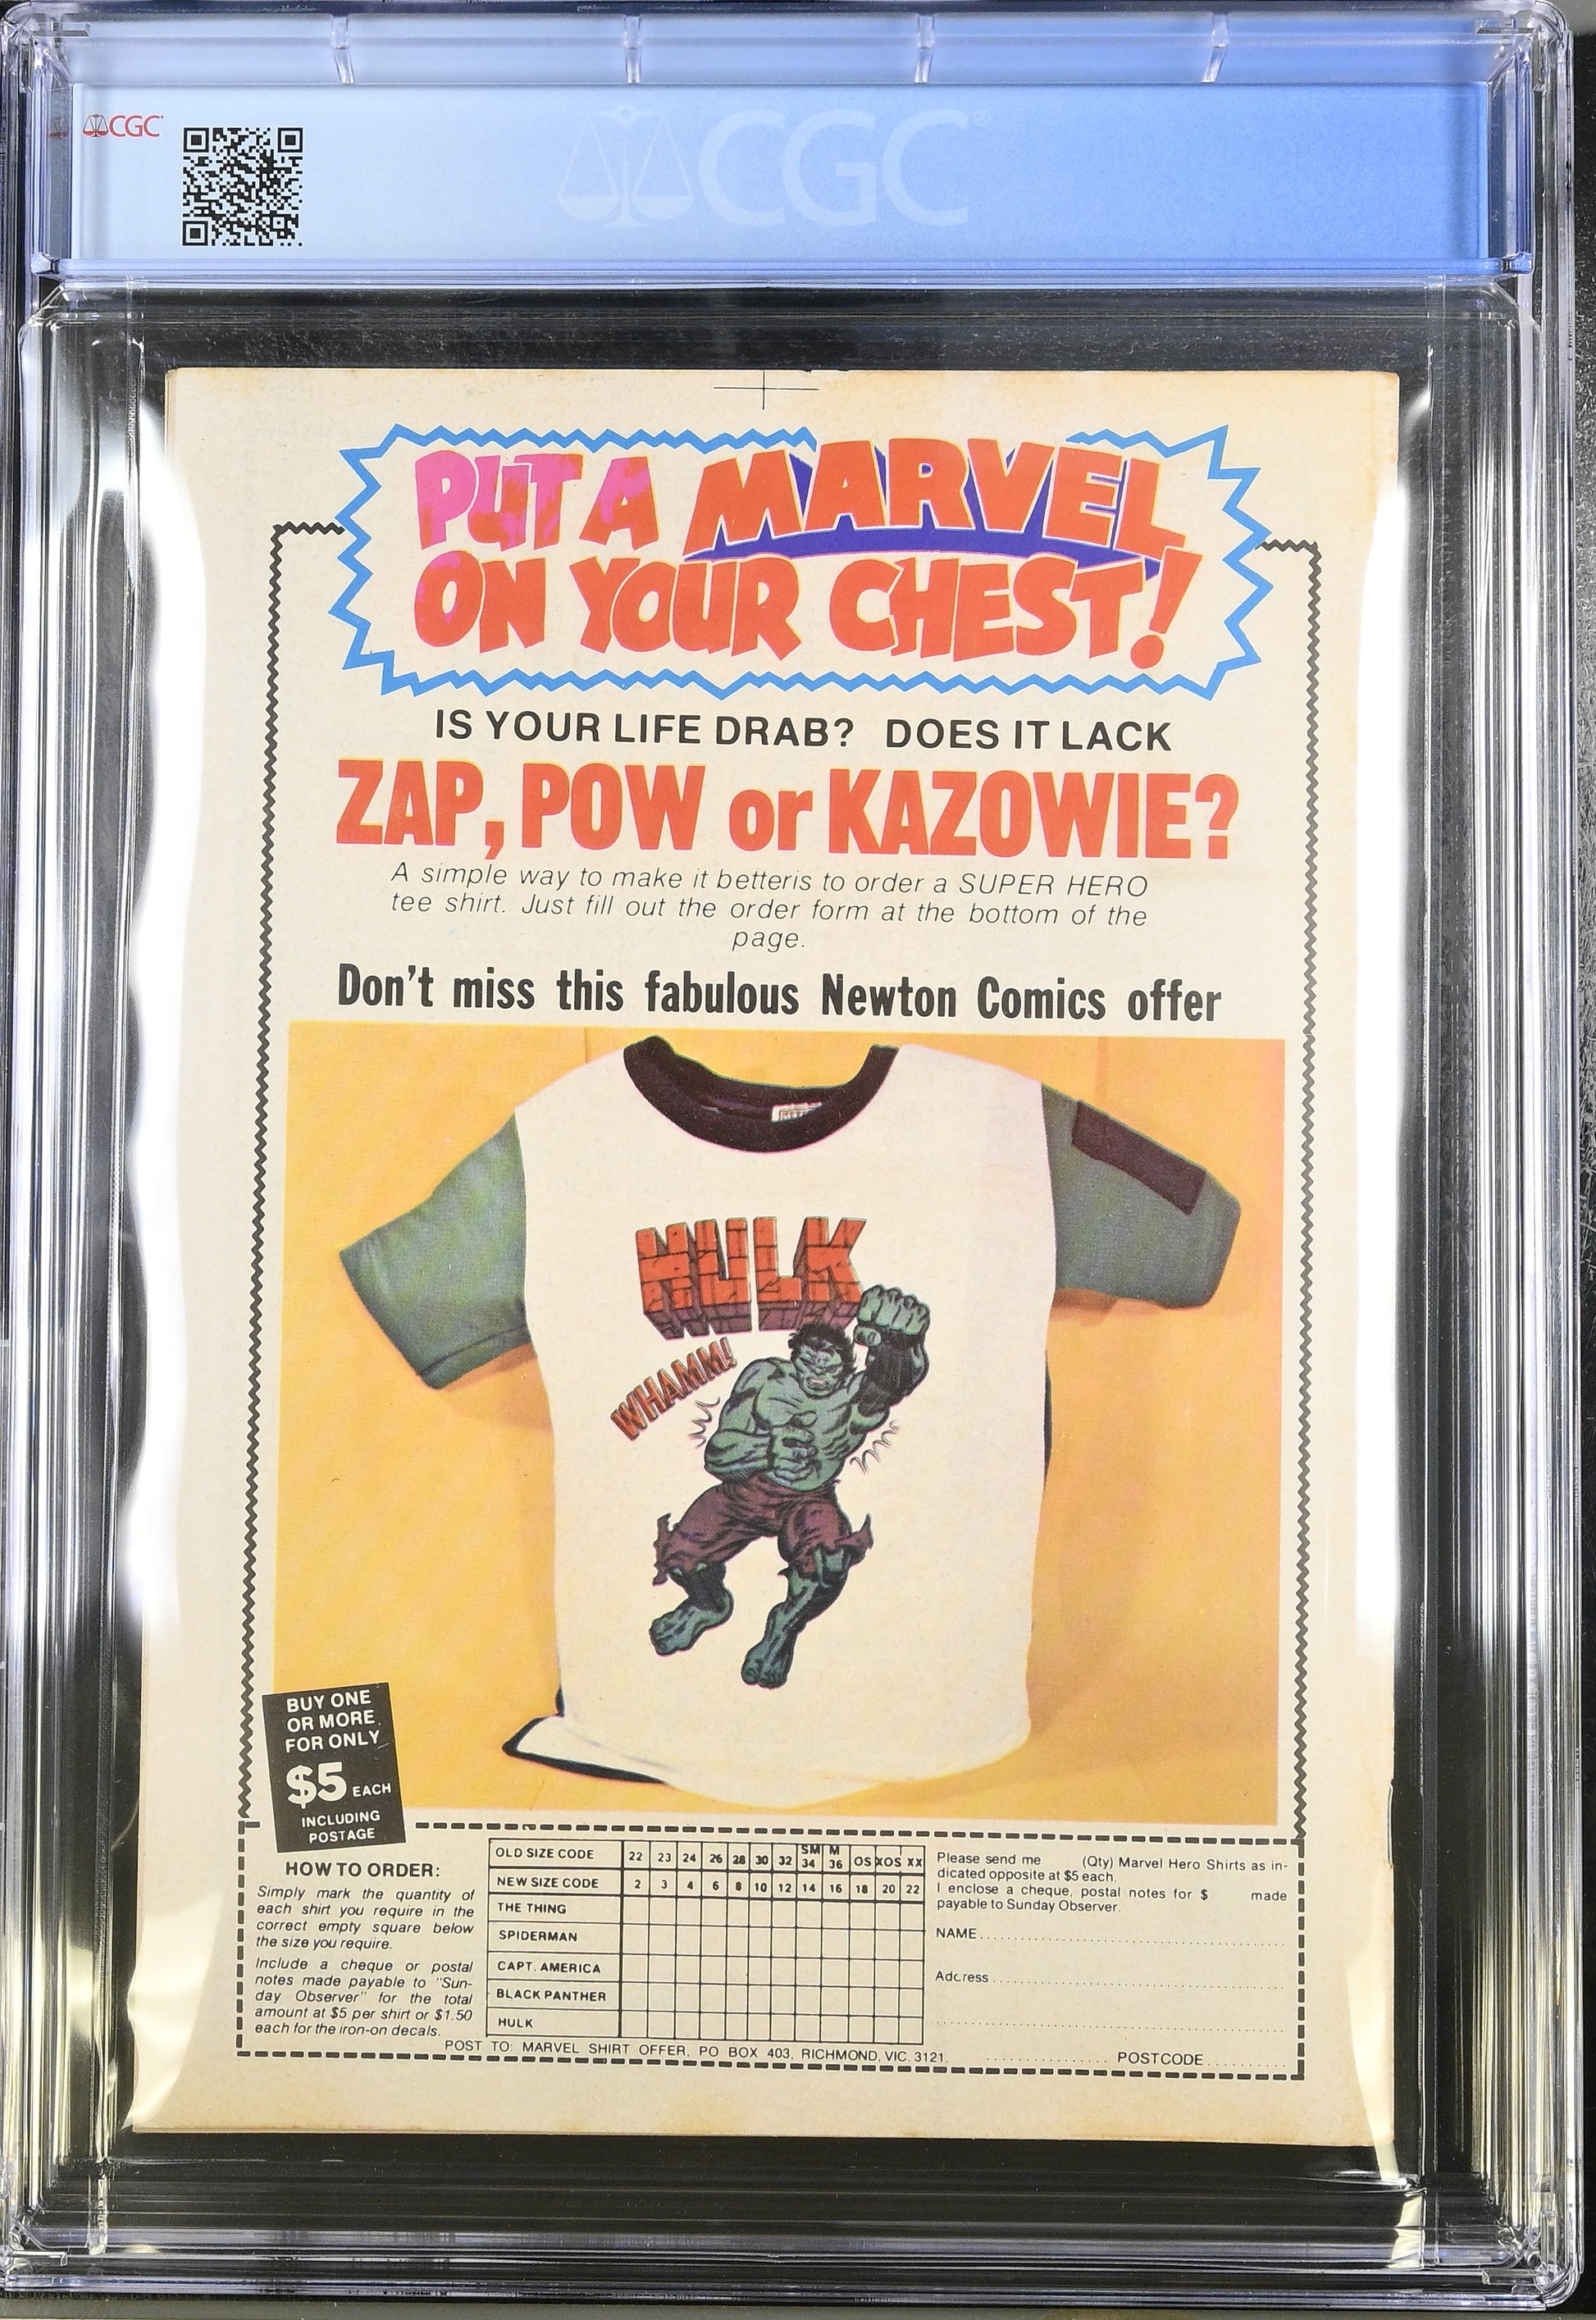 CGC
CGC®
PUT A MARVEL
ON YOUR CHEST!
IS YOUR LIFE DRAB? DOES IT LACK
ZAP, POW or KAZOWIE?
A simple way to make it betteris to order a SUPER HERO
tee shirt. Just fill out the order form at the bottom of the
page.
Don't miss this fabulous Newton Comics offer
HULK
WHAMM!
BUY ONE
OR MORE
FOR ONLY
$5 EACH
INCLUDING
POSTAGE
HOW TO ORDER:
Simply mark the quantity of
each shirt you require in the
correct empty square below
the size you require.
Include a cheque or postal
notes made payable to "Sun-
day Observer" for the total
amount at $5 per shirt or $1.50
each for the iron-on decals.
OLD SIZE CODE 22 23 24 26 28 30 32 SM 34 M 36 OS XOS XX
NEW SIZE CODE 2 3 4 6 8 10 12 14 16 18 20 22
THE THING
SPIDERMAN
CAPT. AMERICA
BLACK PANTHER
HULK
Please send me (Qty) Marvel Hero Shirts as in-
dicated opposite at $5 each.
I enclose a cheque, postal notes for $ made
payable to Sunday Observer.
NAME
Address
POSTCODE
POST TO: MARVEL SHIRT OFFER, PO BOX 403, RICHMOND, VIC. 3121.